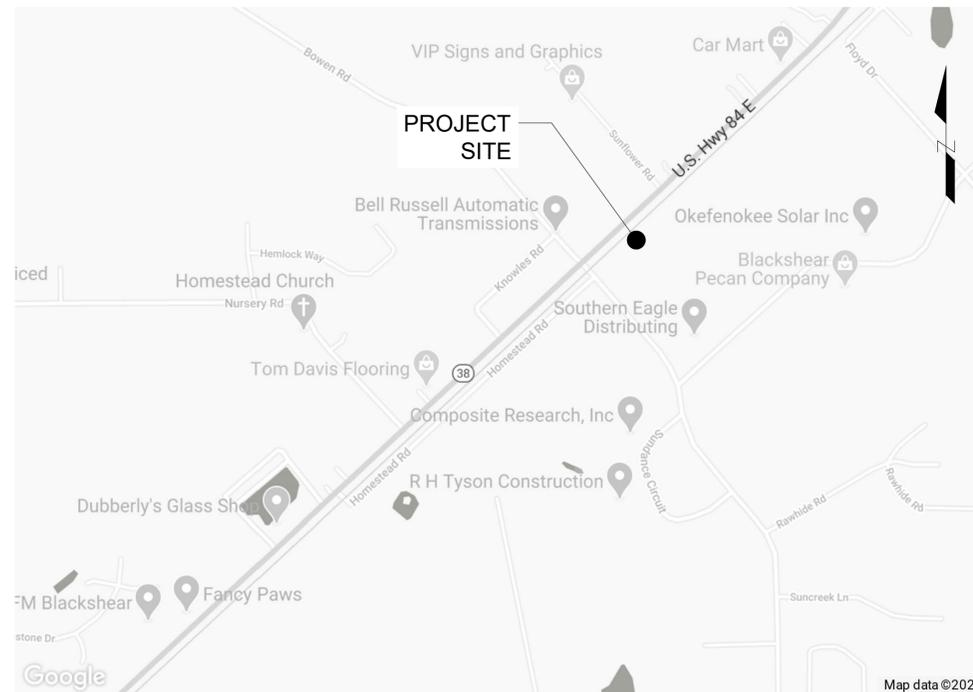 Bowen Rd
VIP Signs and Graphics
Car Mart
Floyd Dr
PROJECT
SITE
Sunflower Rd
U.S. Hwy 84 E
N
Bell Russell Automatic
Transmissions
Okefenokee Solar Inc
Hemlock Way
Knowles Rd
Blackshear
Pecan Company
iced
Homestead Church
Nursery Rd
Southern Eagle
Distributing
Homestead Rd
Tom Davis Flooring
38
Composite Research, Inc
Sundance Circuit
Homestead Rd
R H Tyson Construction
Dubberly's Glass Shop
Rawhide Rd
Rawhide Rd
FM Blackshear
Fancy Paws
Suncreek Ln
stone Dr
Google
Map data ©202